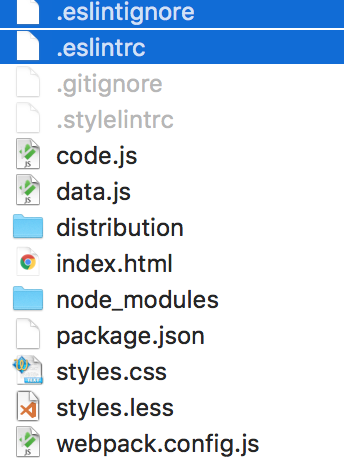 .eslintignore
.eslintrc
.gitignore
.stylelintrc
code.js
data.js
distribution
index.html
node_modules
package.json
styles.css
styles.less
webpack.config.js